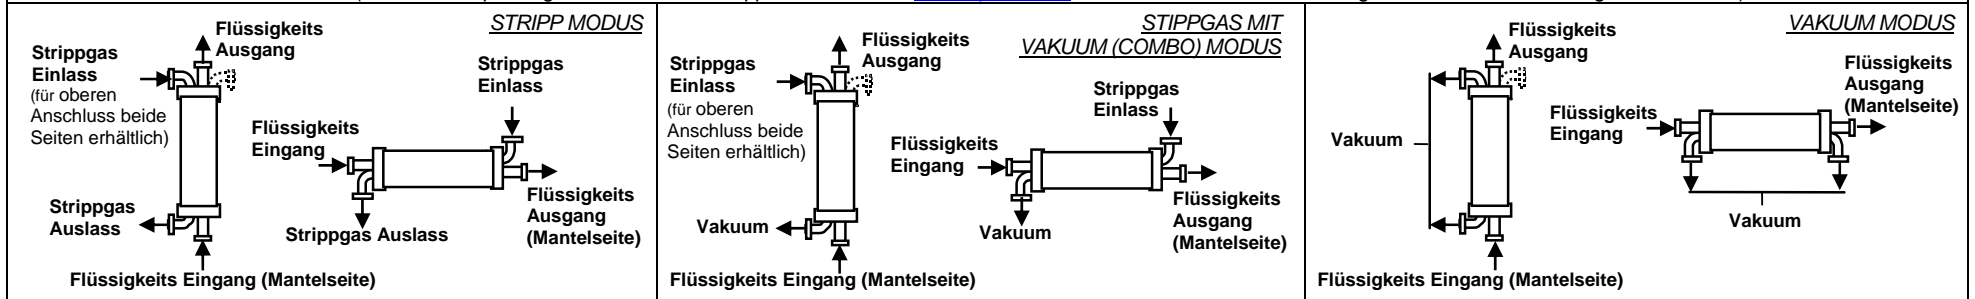 STRIPP MODUS
Flüssigkeits
Ausgang
Strippgas
Einlass
(für oberen
Anschluss beide
Seiten erhältlich)
Strippgas
Auslass
Flüssigkeits Eingang (Mantelseite)
Strippgas
Einlass
Flüssigkeits
Eingang
Flüssigkeits
Ausgang
(Mantelseite)
Strippgas Auslass
STIPPGAS MIT
VAKUUM (COMBO) MODUS
Flüssigkeits
Ausgang
Strippgas
Einlass
(für oberen
Anschluss beide
Seiten erhältlich)
Vakuum
Flüssigkeits Eingang (Mantelseite)
Strippgas
Einlass
Flüssigkeits
Eingang
Flüssigkeits
Ausgang
(Mantelseite)
Vakuum
VAKUUM MODUS
Flüssigkeits
Ausgang
Vakuum
Flüssigkeits Eingang (Mantelseite)
Flüssigkeits
Eingang
Flüssigkeits
Ausgang
(Mantelseite)
Vakuum